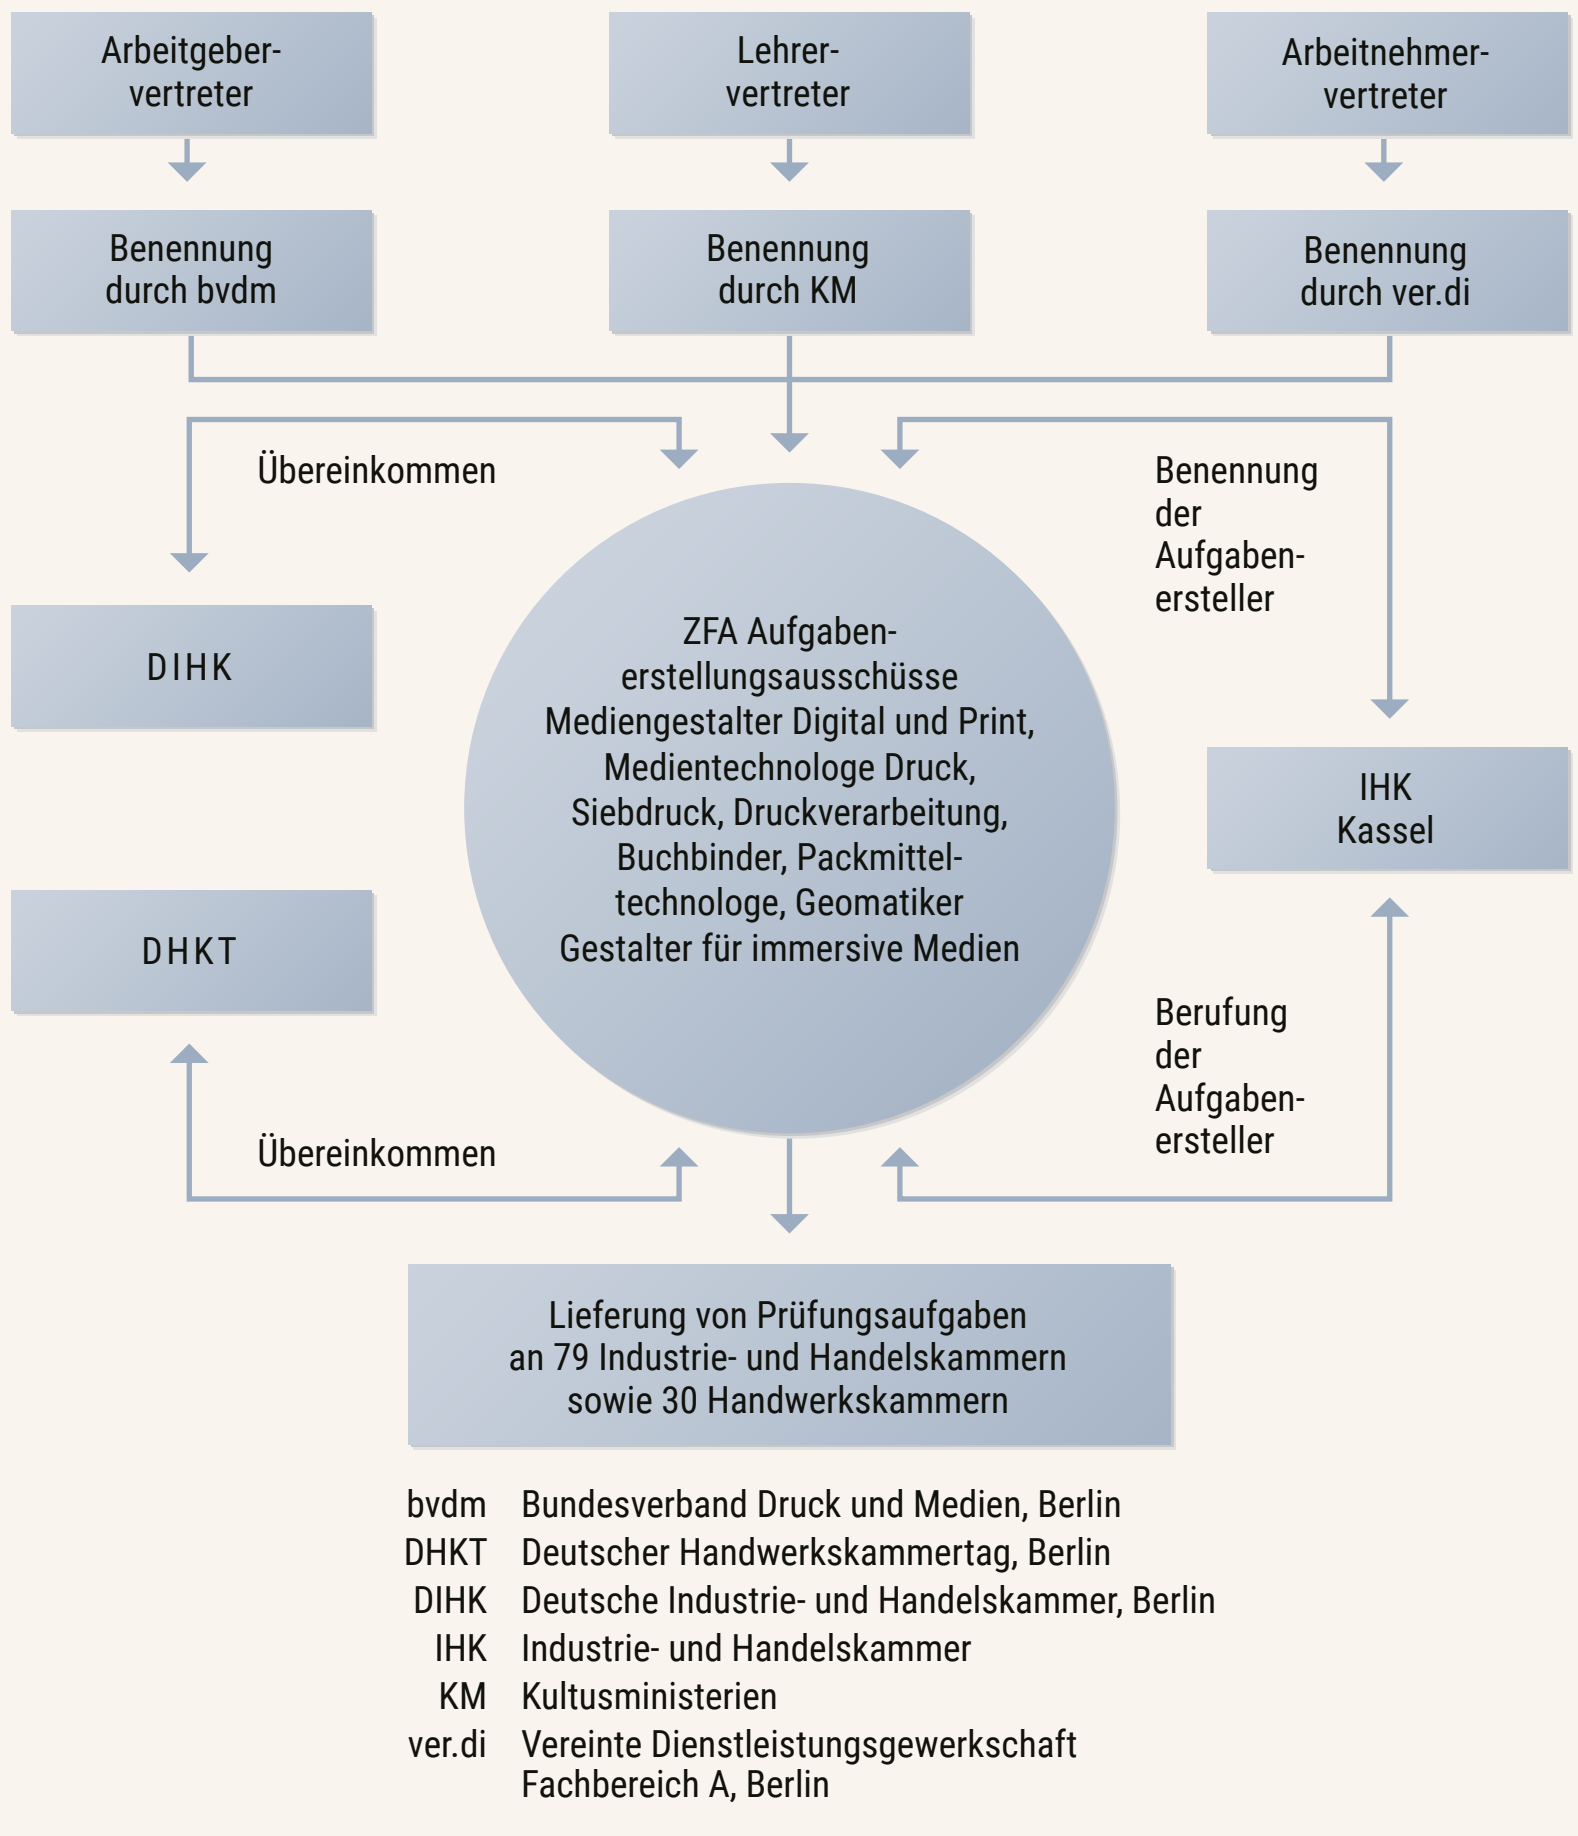 Arbeitgeber-
vertreter
Lehrer-
vertreter
Arbeitnehmer-
vertreter
Benennung
durch bvdm
Benennung
durch KM
Benennung
durch ver.di
Übereinkommen
Benennung
der
Aufgaben-
ersteller
DIHK
ZFA Aufgaben-
erstellungsausschüsse
Mediengestalter Digital und Print,
Medientechnologe Druck,
Siebdruck, Druckverarbeitung,
Buchbinder, Packmittel-
technologe, Geomatiker
Gestalter für immersive Medien
IHK
Kassel
DHKT
Übereinkommen
Berufung
der
Aufgaben-
ersteller
Lieferung von Prüfungsaufgaben
an 79 Industrie- und Handelskammern
sowie 30 Handwerkskammern
bvdm Bundesverband Druck und Medien, Berlin
DHKT Deutscher Handwerkskammertag, Berlin
DIHK Deutsche Industrie- und Handelskammer, Berlin
IHK Industrie- und Handelskammer
KM Kultusministerien
ver.di Vereinte Dienstleistungsgewerkschaft
Fachbereich A, Berlin